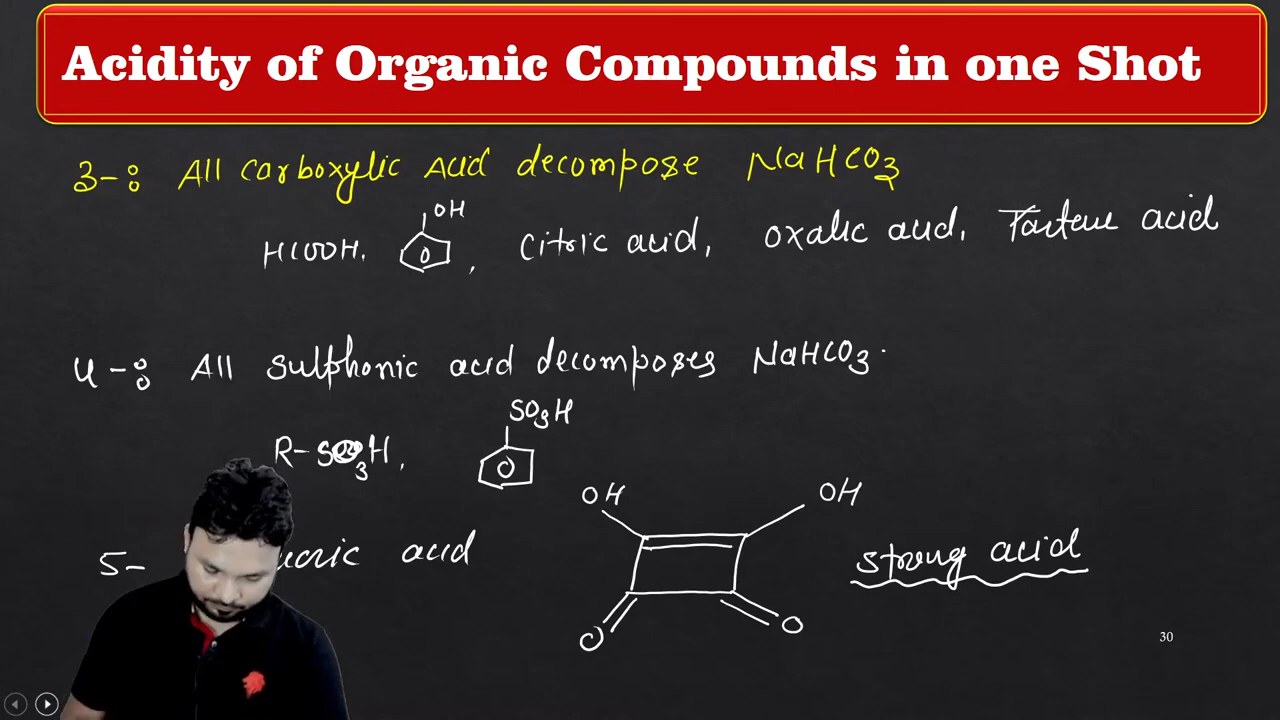 Acidity of Organic Compounds in one Shot
3-: All carboxylic Acid decompose NaHCO3
OH
HCOOH, citric acid, oxalic acid, acid
4-: All sulphonic acid decomposes NaHCO3.
SO3H
R-SO3H,
OH OH
5- acid strong acid
O O
30